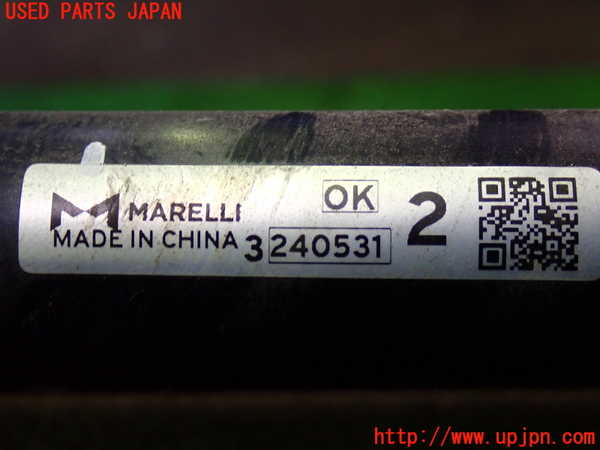 USED PARTS JAPAN
MARELLI OK
MADE IN CHINA 3 240531 2
http://www.upjpn.com/